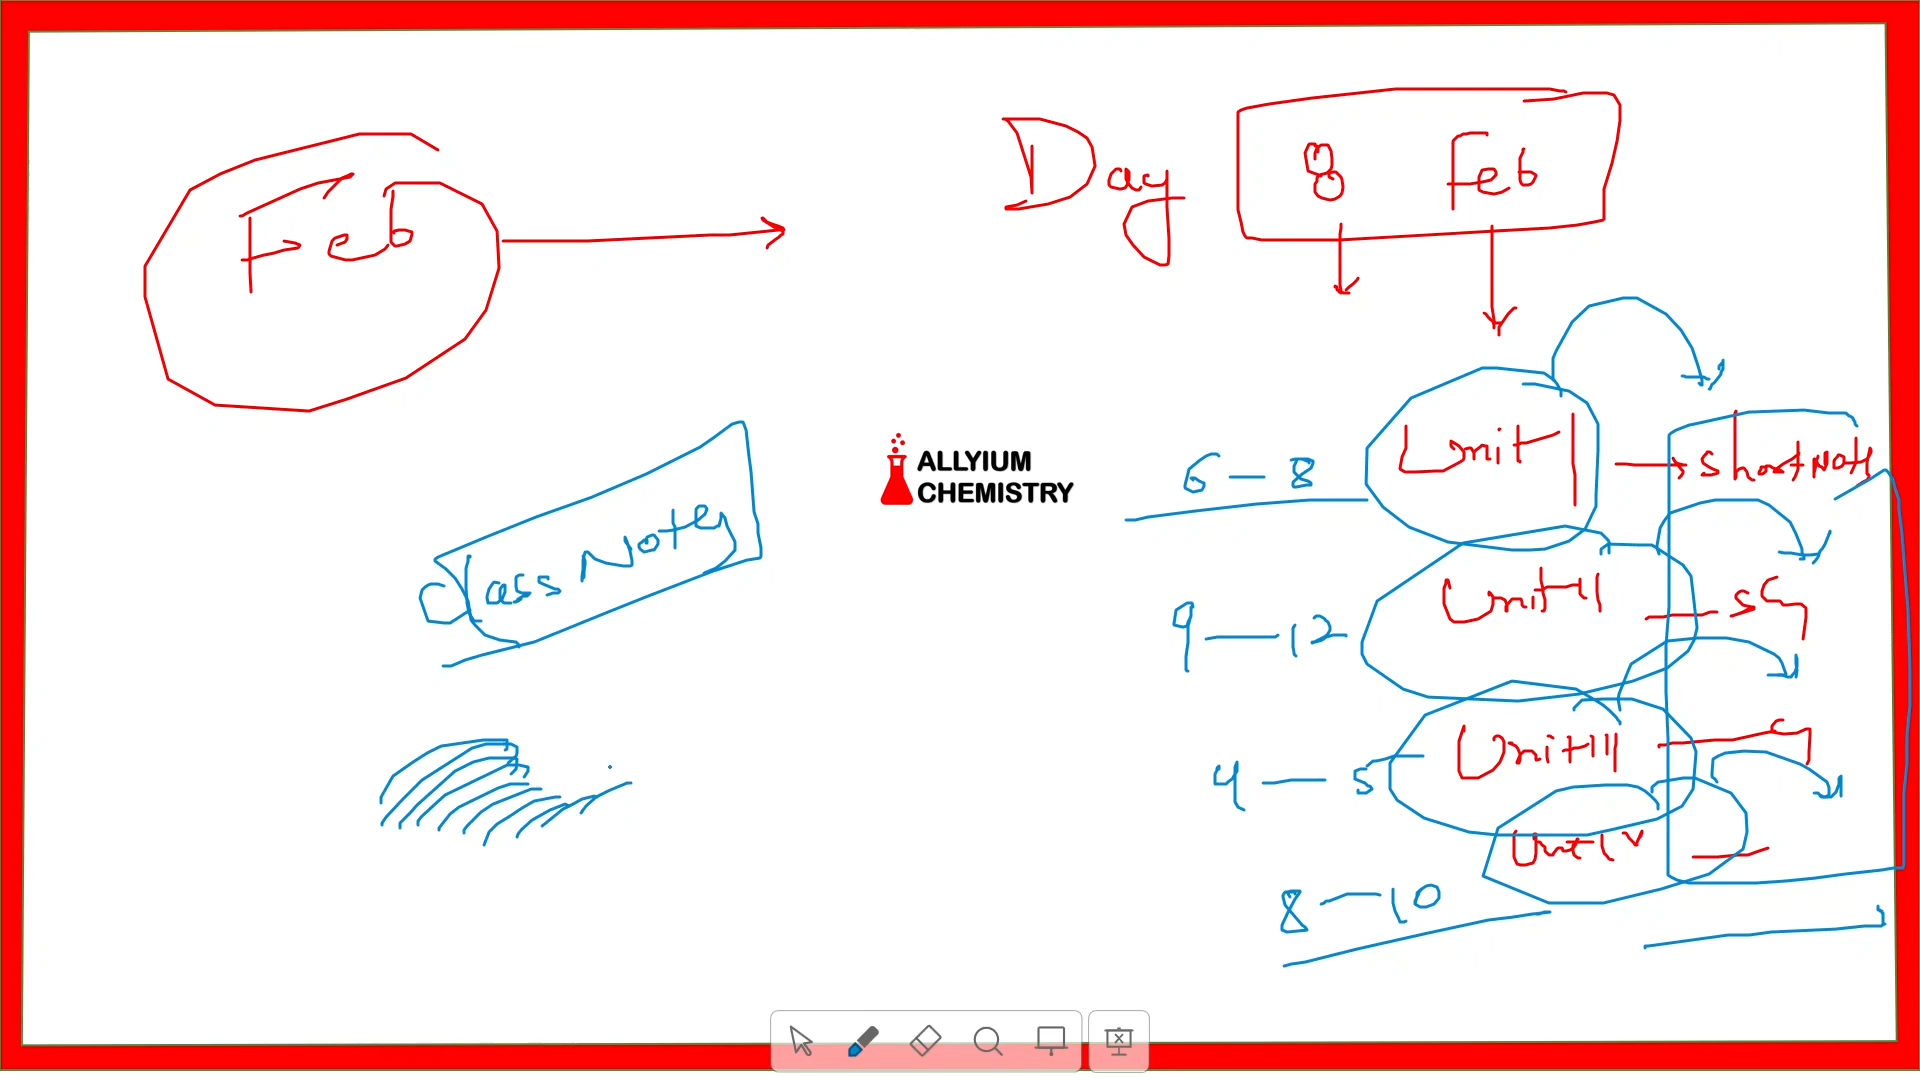 Feb
Day 8 Feb
ALLYIUM
CHEMISTRY
Class Notes
6 - 8 Unit I → Short Note
9 - 12 Unit II
4 - 5 Unit III
Unit IV
8 - 10